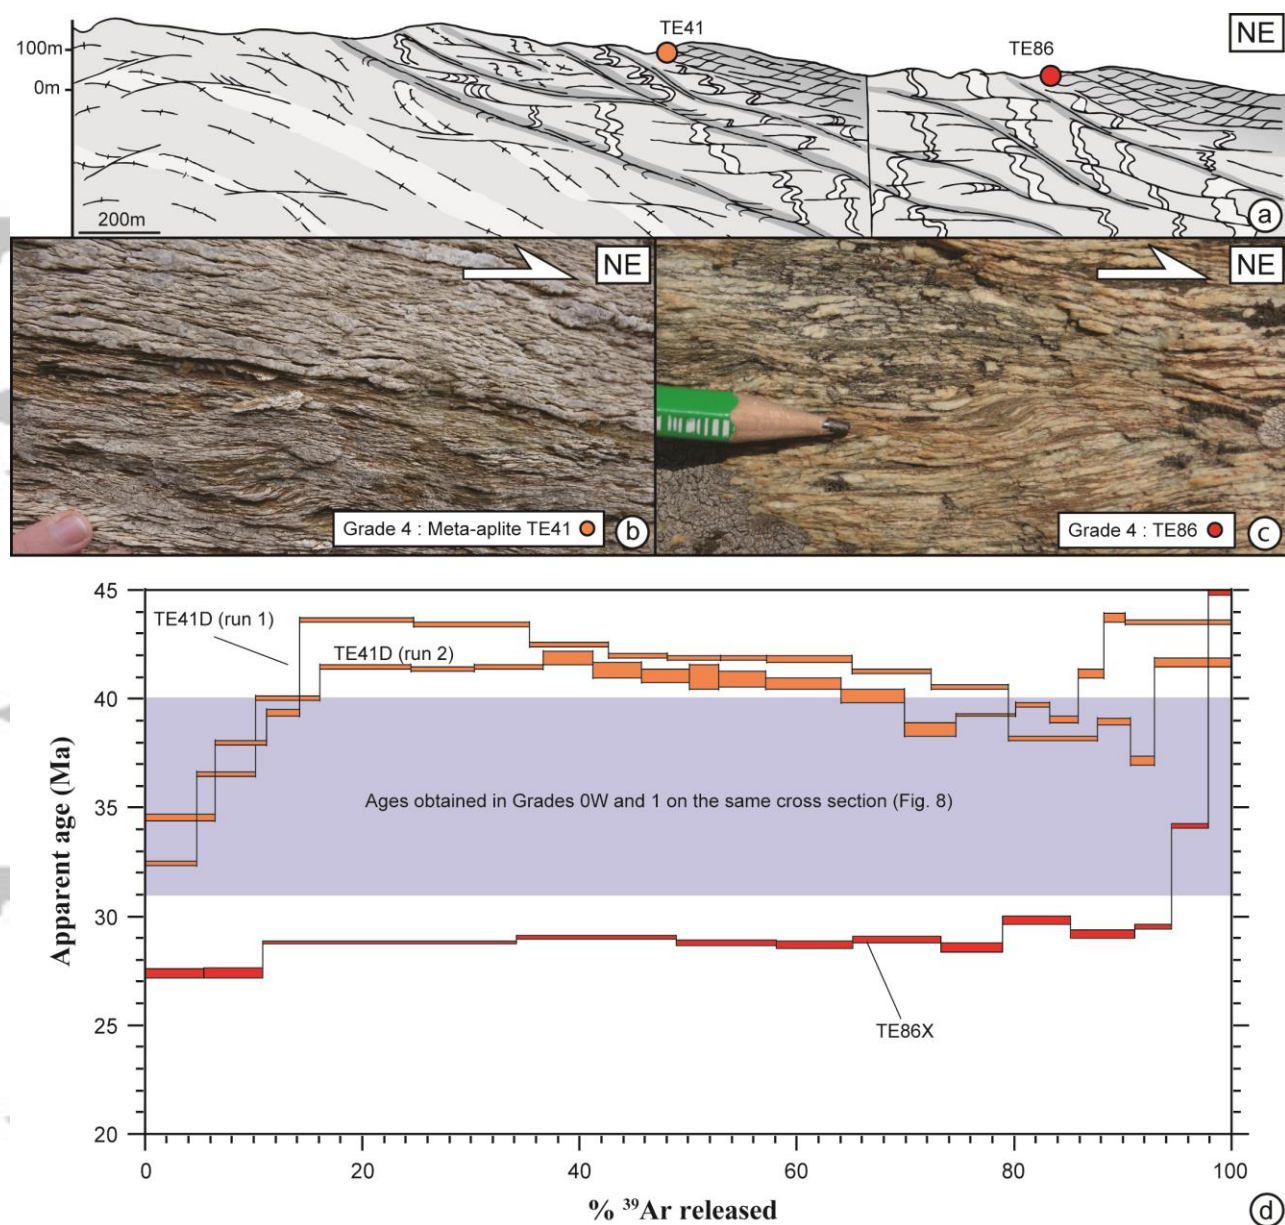 TE41
NE
100m
TE86
0m
200m
a
NE
NE
Grade 4 : Meta-aplite TE41
b
Grade 4 : TE86
c
45
TE41D (run 1)
TE41D (run 2)
40
Ages obtained in Grades 0W and 1 on the same cross section (Fig. 8)
35
Apparent age (Ma)
30
25
TE86X
20
0
20
40
60
80
100
% ³⁹Ar released
d